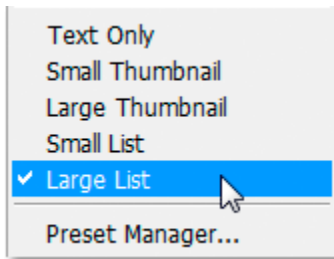 Text Only
Small Thumbnail
Large Thumbnail
Small List
Large List
Preset Manager...